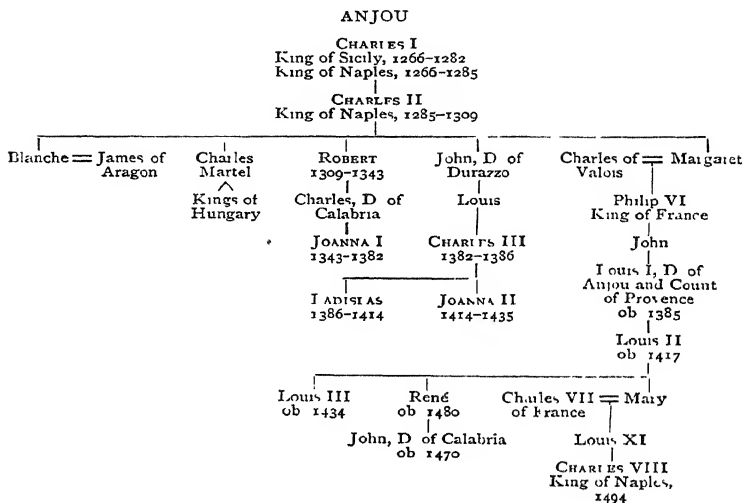 ANJOU
CHARLES I
King of Sicily, 1266–1282
King of Naples, 1266–1285
CHARLES II
King of Naples, 1285–1309
Blanche = James of
Aragon
Charles
Martel
Kings of
Hungary
ROBERT
1309–1343
Charles, D of
Calabria
JOANNA I
1343–1382
John, D of
Durazzo
Louis
CHARLES III
1382–1386
LADISLAS
1386–1414
JOANNA II
1414–1435
Charles of = Margaret
Valois
Philip VI
King of France
John
Louis I, D of
Anjou and Count
of Provence
ob 1385
Louis II
ob 1417
Louis III
ob 1434
René
ob 1480
John, D of Calabria
ob 1470
Charles VII = Mary
of France
Louis XI
CHARLES VIII
King of Naples,
1494